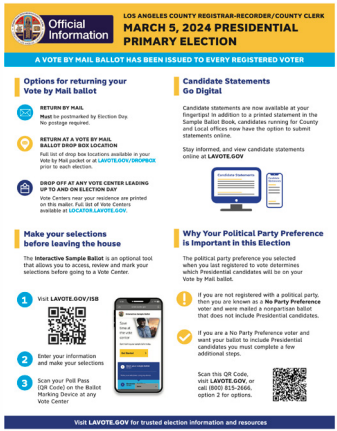 Official
Information
LOS ANGELES COUNTY REGISTRAR-RECORDER/COUNTY CLERK
MARCH 5, 2024 PRESIDENTIAL
PRIMARY ELECTION
A VOTE BY MAIL BALLOT HAS BEEN ISSUED TO EVERY REGISTERED VOTER
Options for returning your
Vote by Mail ballot
RETURN BY MAIL
Must be postmarked by Election Day.
No postage required.
RETURN AT A VOTE BY MAIL
BALLOT DROP BOX LOCATION
Full list of drop box locations available in your
Vote by Mail packet or at LAVOTE.GOV/DROPBOX
prior to each election.
DROP OFF AT ANY VOTE CENTER LEADING
UP TO AND ON ELECTION DAY
Vote Centers near your residence are printed
on this mailer. Full list of Vote Centers
available at LOCATOR.LAVOTE.GOV.
Candidate Statements
Go Digital
Candidate statements are now available at your
fingertips! In addition to a printed statement in the
Sample Ballot Book, candidates running for County
and Local offices now have the option to submit
statements online.
Stay informed, and view candidate statements
online at LAVOTE.GOV
Candidate Statements
Make your selections
before leaving the house
The Interactive Sample Ballot is an optional tool
that allows you to access, review and mark your
selections before going to a Vote Center.
1 Visit LAVOTE.GOV/ISB
2 Enter your information
and make your selections
3 Scan your Poll Pass
(QR Code) on the Ballot
Marking Device at any
Vote Center
Why Your Political Party Preference
is Important in this Election
The political party preference you selected
when you last registered to vote determines
which Presidential candidates will be on your
Vote by Mail ballot.
If you are not registered with a political party,
then you are known as a No Party Preference
voter and were mailed a nonpartisan ballot
that does not include Presidential candidates.
If you are a No Party Preference voter and
want your ballot to include Presidential
candidates you must complete a few
additional steps.
Scan this QR Code,
visit LAVOTE.GOV, or
call (800) 815-2666,
option 2 for options.
Visit LAVOTE.GOV for trusted election information and resources